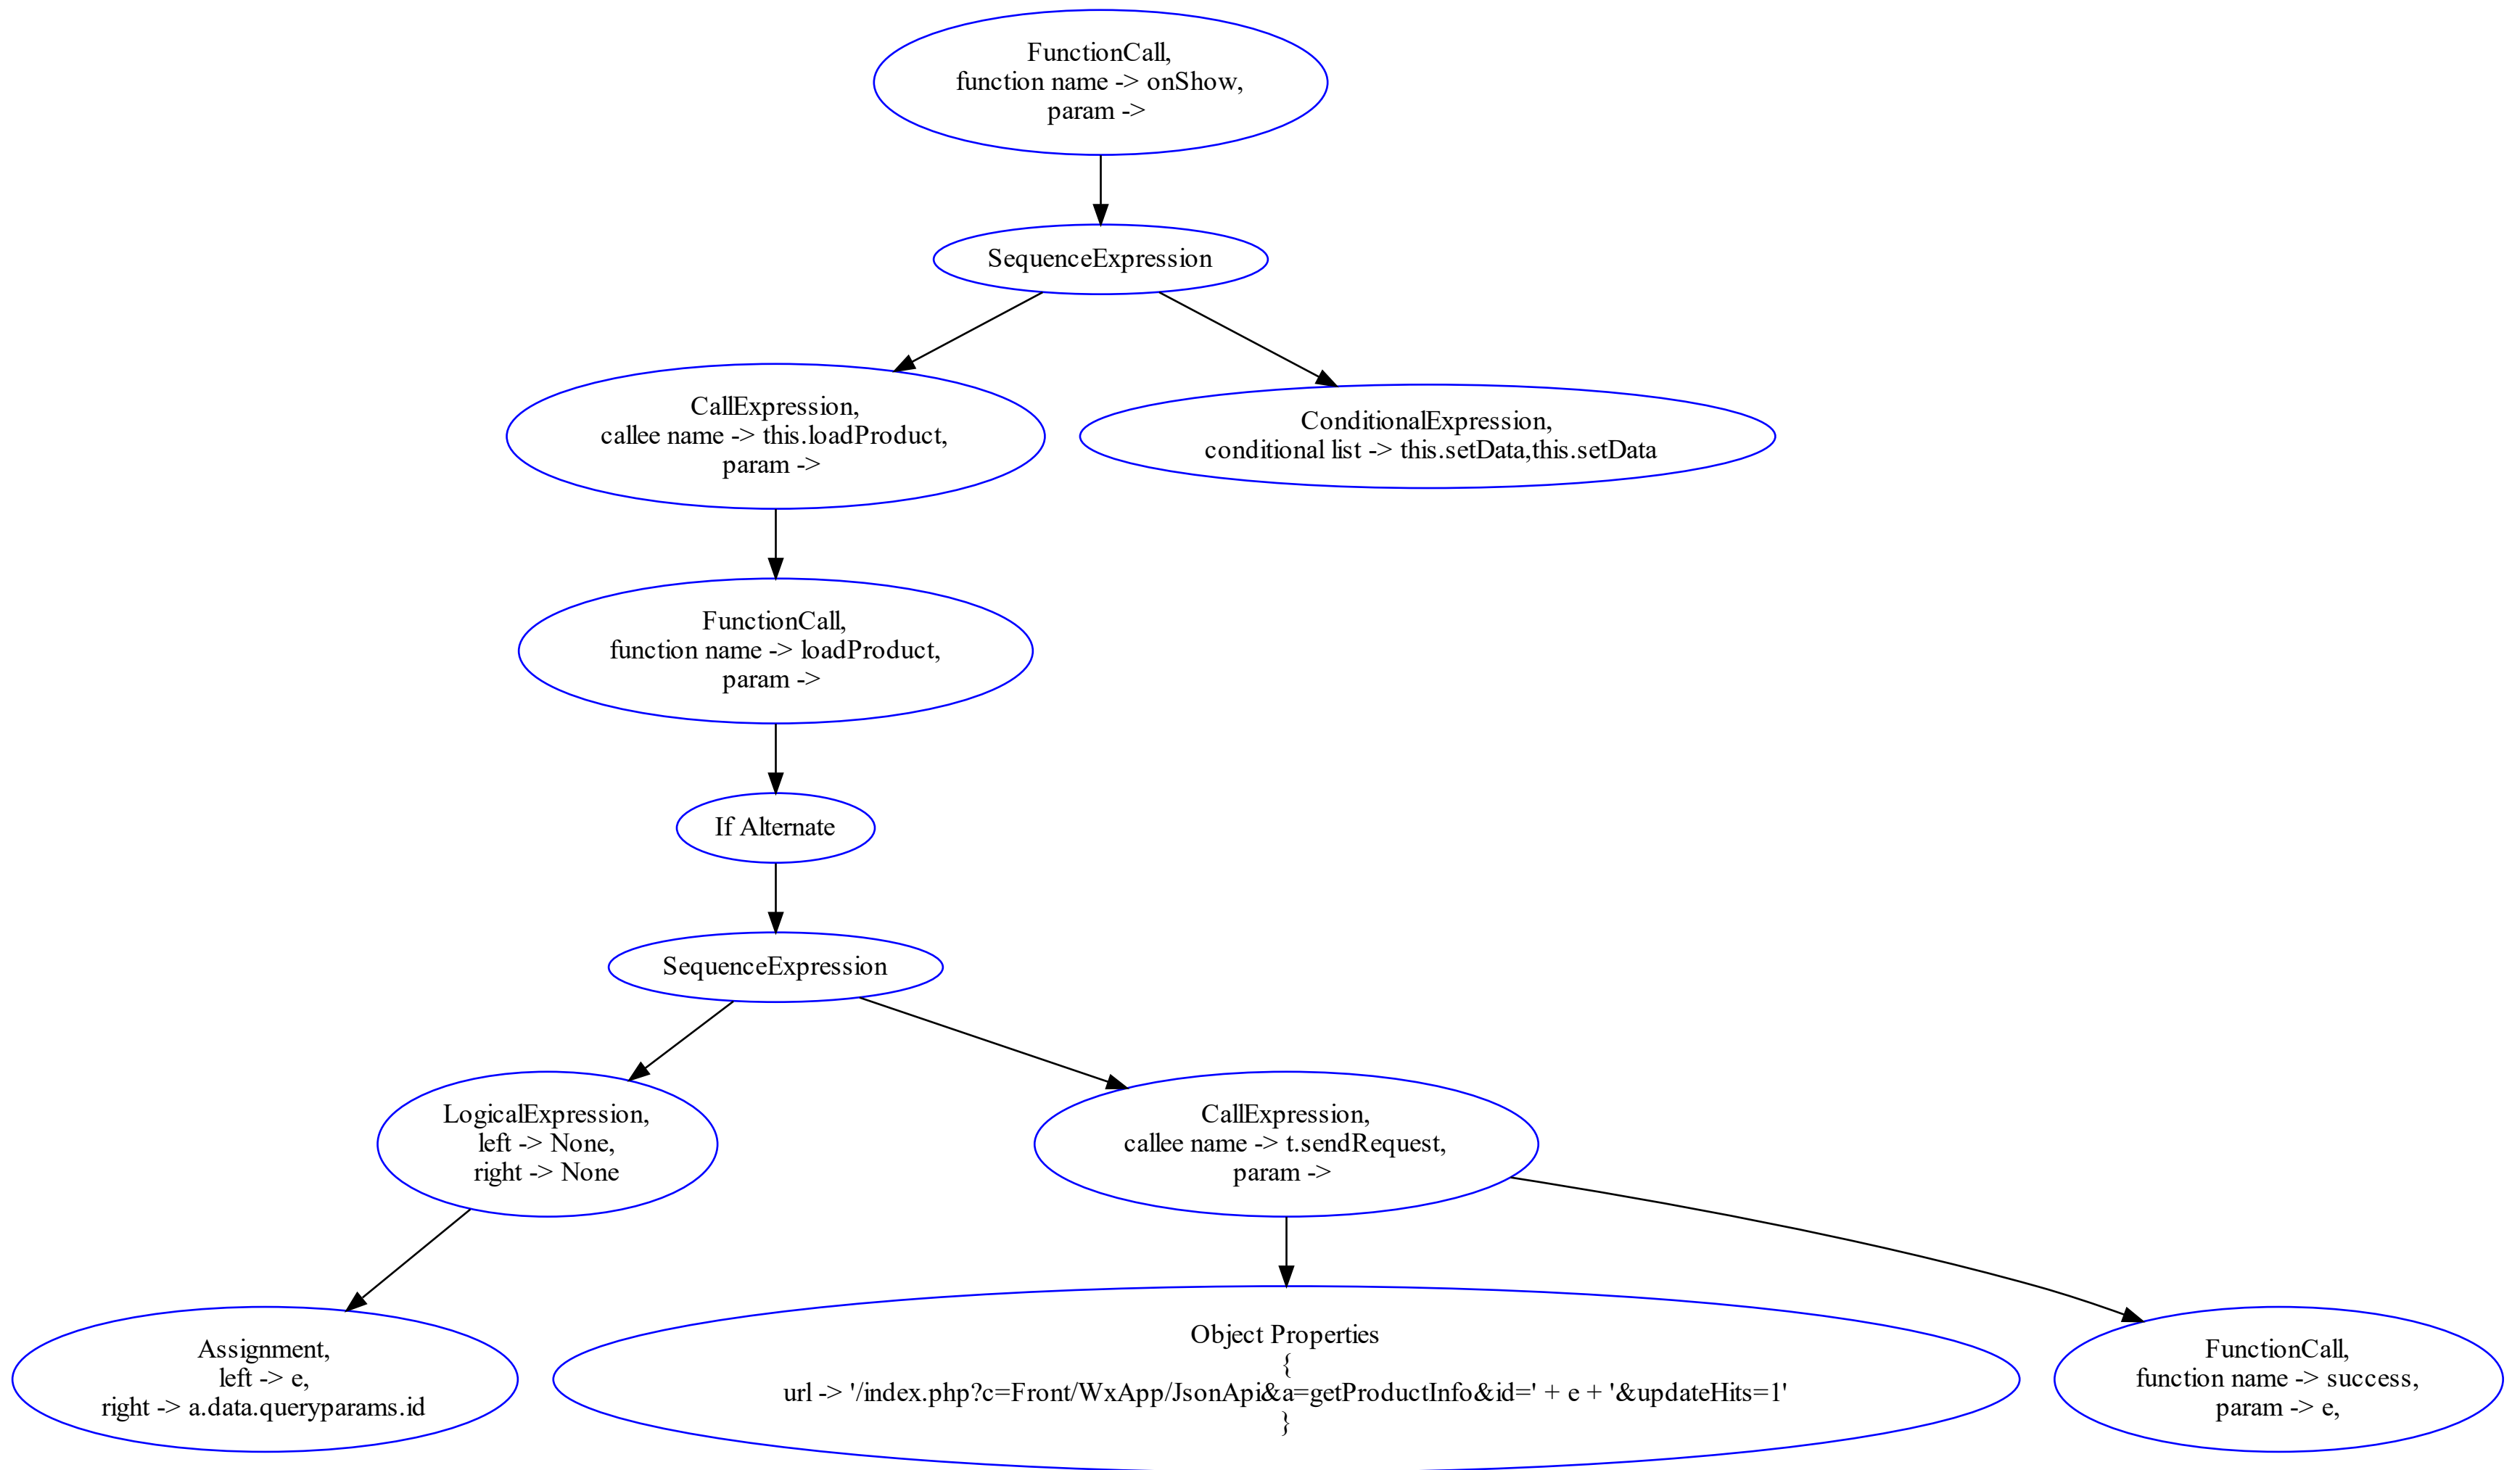 FunctionCall,
function name -> onShow,
param ->
SequenceExpression
CallExpression,
callee name -> this.loadProduct,
param ->
ConditionalExpression,
conditional list -> this.setData,this.setData
FunctionCall,
function name -> loadProduct,
param ->
If Alternate
SequenceExpression
LogicalExpression,
left -> None,
right -> None
CallExpression,
callee name -> t.sendRequest,
param ->
Assignment,
left -> e,
right -> a.data.queryparams.id
Object Properties
{
url -> '/index.php?c=Front/WxApp/JsonApi&a=getProductInfo&id=' + e + '&updateHits=1'
}
FunctionCall,
function name -> success,
param -> e,